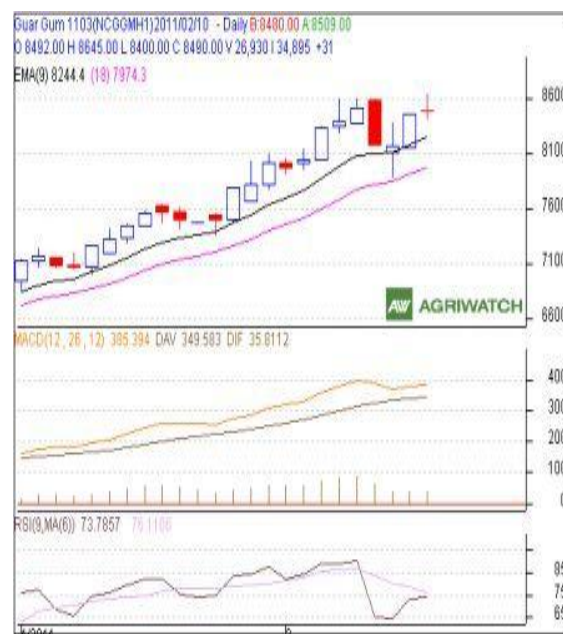 Guar Gum 1103(NCGGMH1)2011/02/10 - Daily B:8480.00 A:8509.00
O 8492.00 H 8645.00 L 8400.00 C 8490.00 V 26,930 I 34,895 +31
EMA(9) 8244.4 (18) 7974.3
8600
8100
7600
7100
6600
AW AGRIWATCH
MACD(12 , 26 , 12) 385.394 DAV 349.583 DIF 35.8112
400
300
200
100
0
RSI(9,MA(6)) 73.7857 76.1166
85
75
65
2